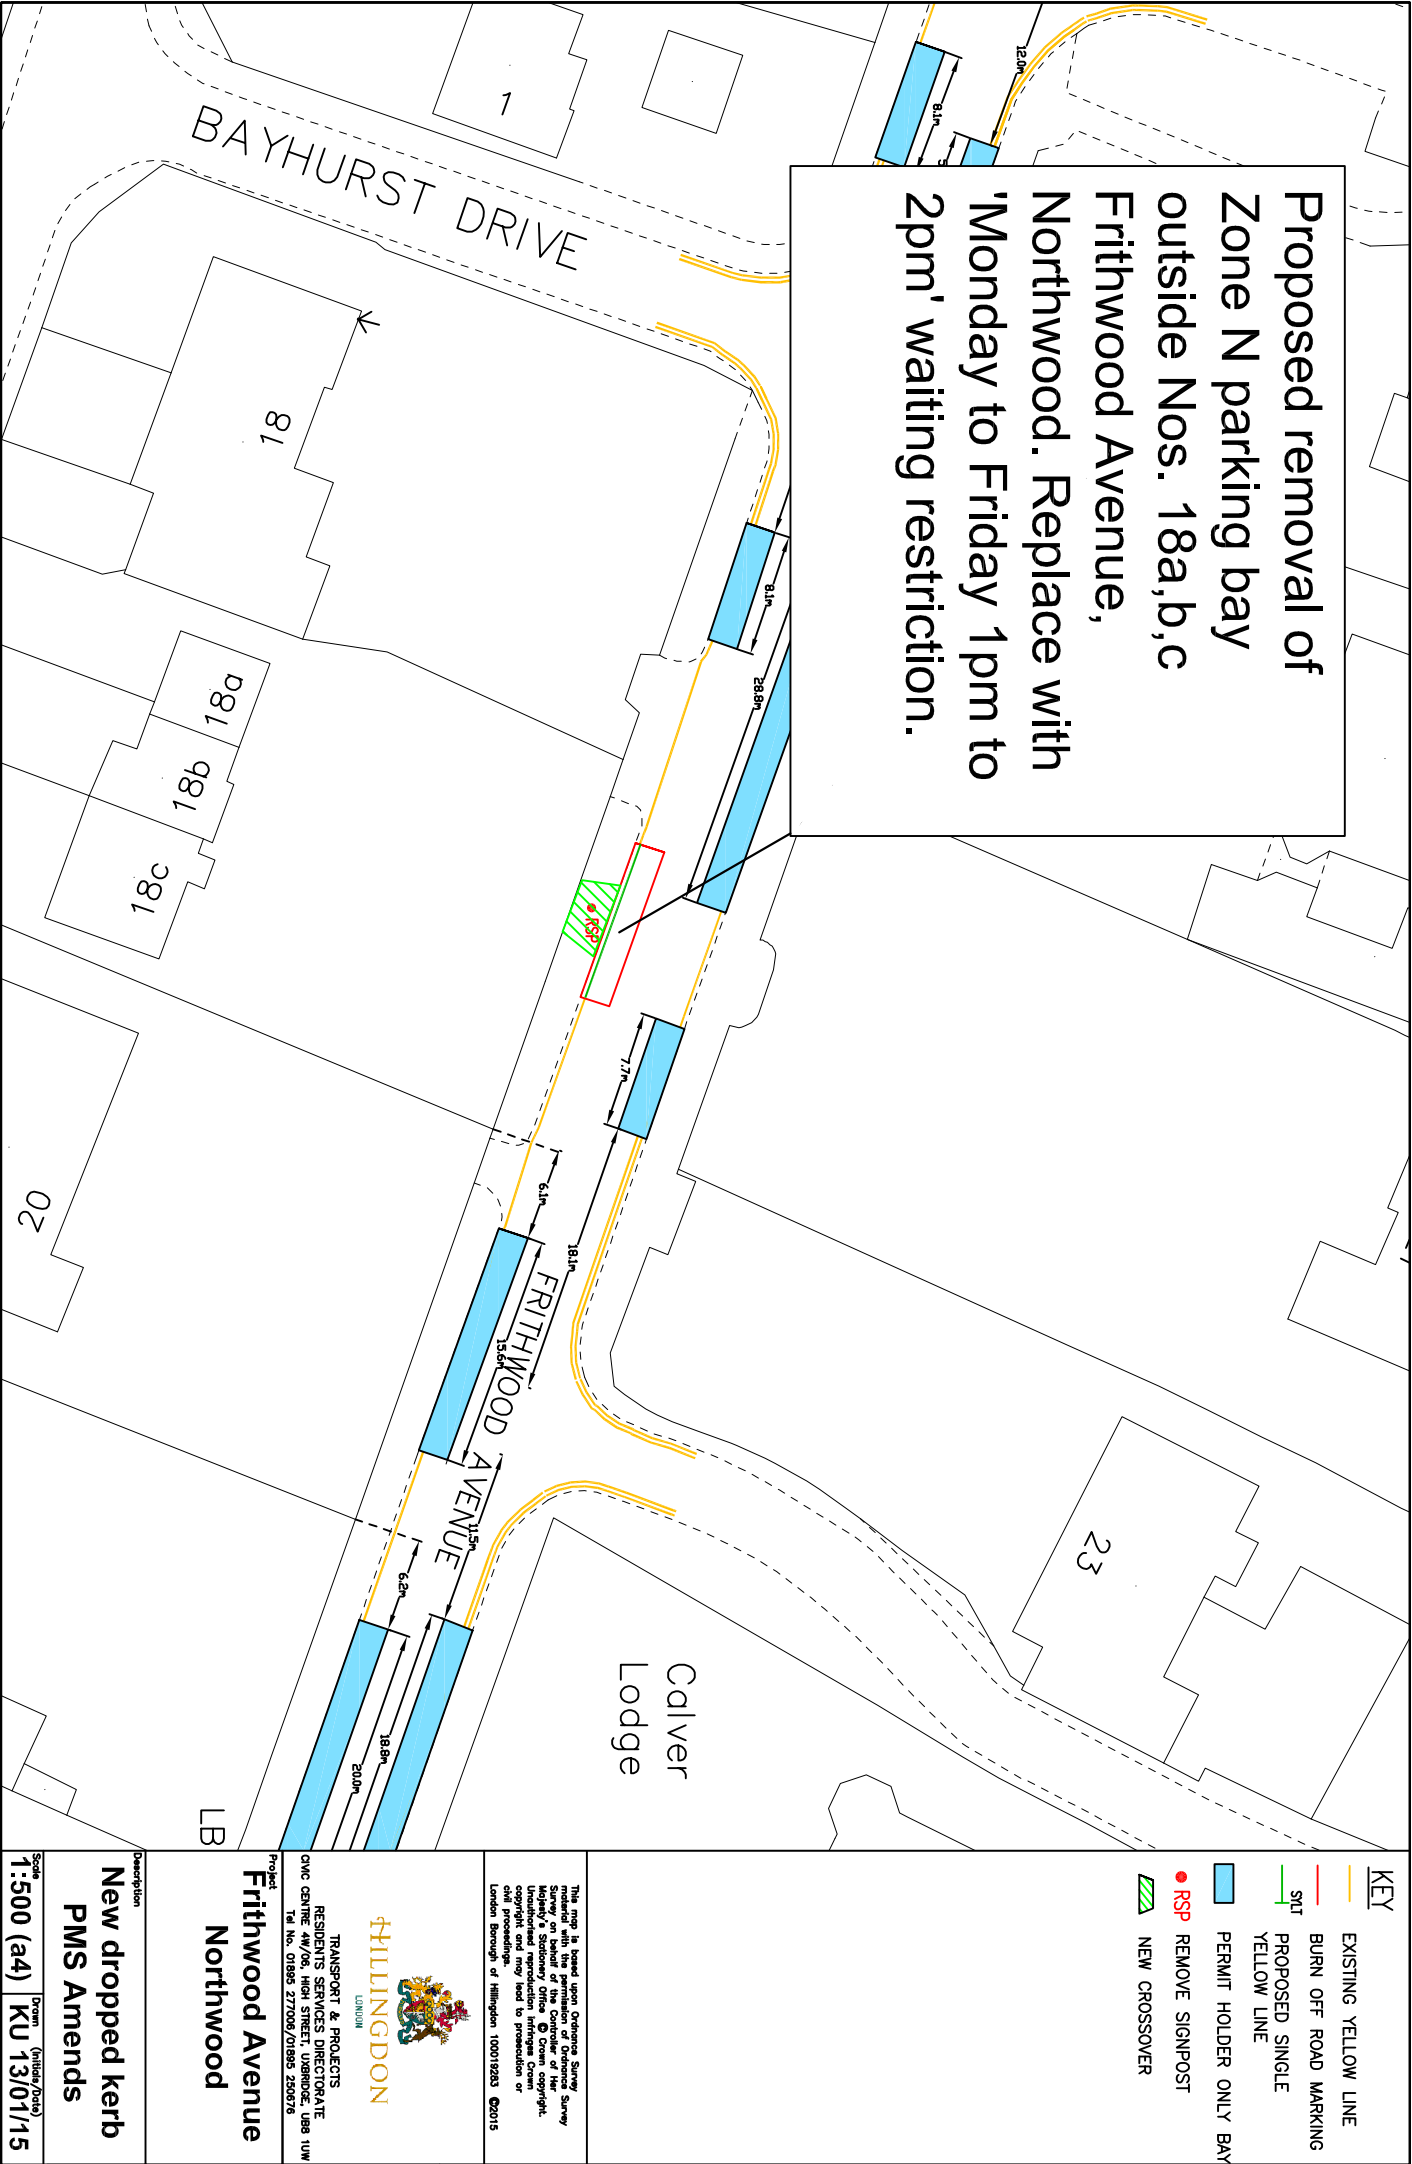 Proposed removal of
Zone N parking bay
outside Nos. 18a,b,c
Frithwood Avenue,
Northwood. Replace with
'Monday to Friday 1pm to
2pm' waiting restriction.
BAYHURST DRIVE
1
18
18a
18b
18c
20
23
Calver
Lodge
LB
FRITHWOOD AVENUE
12.0m
8.1m
5
8.1m
28.8m
7.7m
18.1m
6.1m
15.6m
11.5m
6.2m
18.8m
20.0m
RSP
KEY
EXISTING YELLOW LINE
BURN OFF ROAD MARKING
SYLT
PROPOSED SINGLE
YELLOW LINE
PERMIT HOLDER ONLY BAY
RSP REMOVE SIGNPOST
NEW CROSSOVER
This map is based upon Ordnance Survey
material with the permission of Ordnance Survey
Survey on behalf of the Controller of Her
Majesty's Stationery Office © Crown copyright.
Unauthorised reproduction infringes Crown
copyright and may lead to prosecution or
civil proceedings.
London Borough of Hillingdon 100019283 ©2015
HILLINGDON
LONDON
TRANSPORT & PROJECTS
RESIDENTS SERVICES DIRECTORATE
CIVIC CENTRE 4W/06, HIGH STREET, UXBRIDGE, UB8 1UW
Tel No. 01895 277006/01895 250676
Project
Frithwood Avenue
Northwood
Description
New dropped kerb
PMS Amends
Scale
1:500 (a4)
Drawn (Initials/Date)
KU 13/01/15